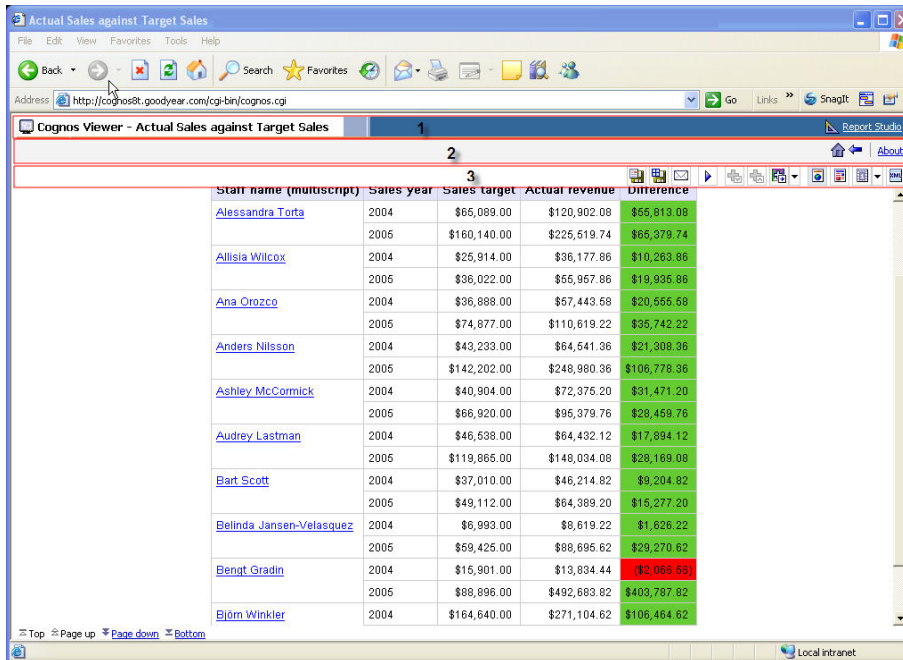 Actual Sales against Target Sales
File Edit View Favorites Tools Help
Back Search Favorites
Address http://cognos8t.goodyear.com/cgi-bin/cognos.cgi Go Links » SnagIt
Cognos Viewer - Actual Sales against Target Sales 1 Report Studio
2 About
3
Staff name (multiscript) Sales year Sales target Actual revenue Difference
Alessandra Torta 2004 $65,089.00 $120,902.08 $55,813.08
2005 $160,140.00 $225,519.74 $65,379.74
Allisia Wilcox 2004 $25,914.00 $36,177.86 $10,263.86
2005 $36,022.00 $55,957.86 $19,935.86
Ana Orozco 2004 $36,888.00 $57,443.58 $20,555.58
2005 $74,877.00 $110,619.22 $35,742.22
Anders Nilsson 2004 $43,233.00 $64,541.36 $21,308.36
2005 $142,202.00 $248,980.36 $106,778.36
Ashley McCormick 2004 $40,904.00 $72,375.20 $31,471.20
2005 $66,920.00 $95,379.76 $28,459.76
Audrey Lastman 2004 $46,538.00 $64,432.12 $17,894.12
2005 $119,865.00 $148,034.08 $28,169.08
Bart Scott 2004 $37,010.00 $46,214.82 $9,204.82
2005 $49,112.00 $64,389.20 $15,277.20
Belinda Jansen-Velasquez 2004 $6,993.00 $8,619.22 $1,626.22
2005 $59,425.00 $88,695.62 $29,270.62
Bengt Gradin 2004 $15,901.00 $13,834.44 ($2,066.56)
2005 $88,896.00 $492,683.82 $403,787.82
Björn Winkler 2004 $164,640.00 $271,104.62 $106,464.62
Top Page up Page down Bottom
Local intranet